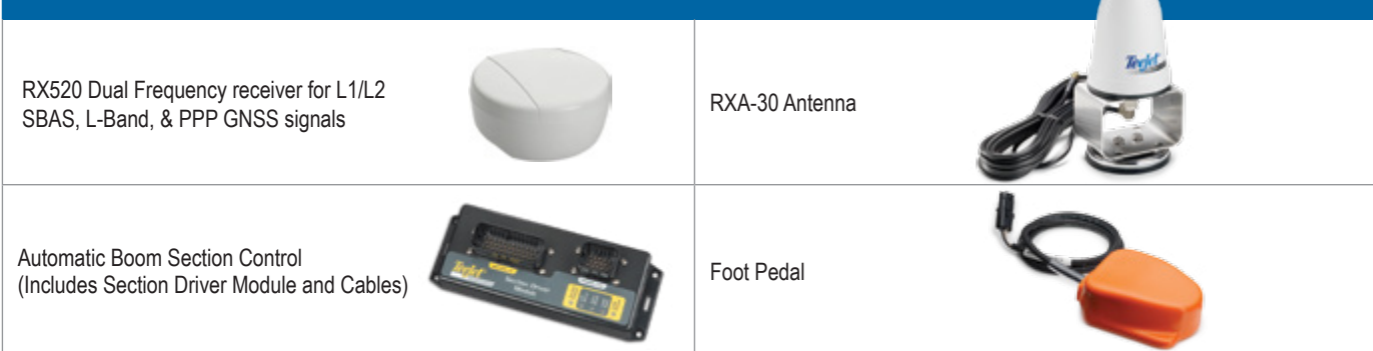 RX520 Dual Frequency receiver for L1/L2
SBAS, L-Band, & PPP GNSS signals
TeeJet
RXA-30 Antenna
Automatic Boom Section Control
(Includes Section Driver Module and Cables)
TeeJet
Section Driver
Module
Foot Pedal